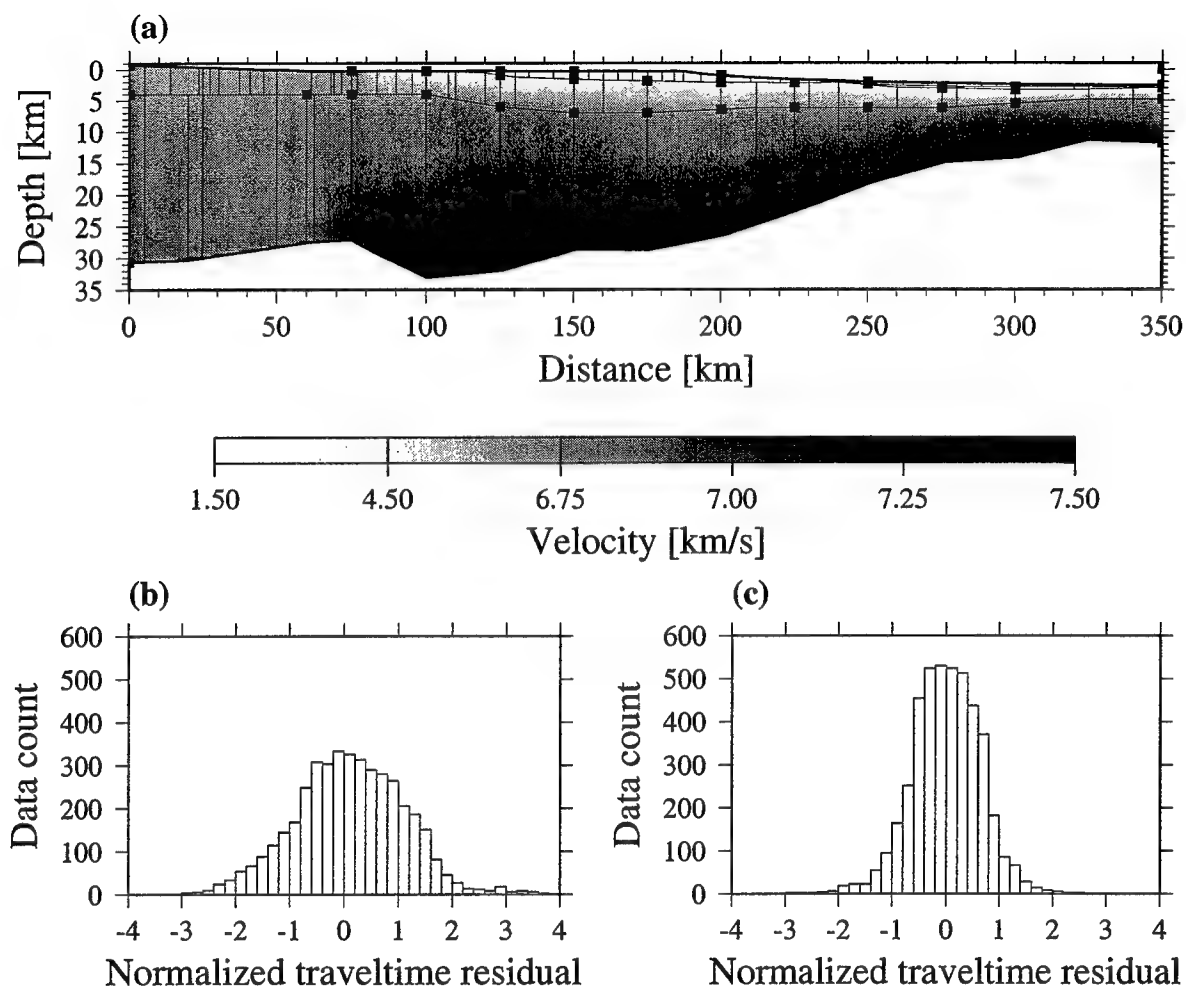 (a)
Depth [km]
0
5
10
15
20
25
30
35
0 50 100 150 200 250 300 350
Distance [km]
1.50 4.50 6.75 7.00 7.25 7.50
Velocity [km/s]
(b)
Data count
600
500
400
300
200
100
0
-4 -3 -2 -1 0 1 2 3 4
Normalized traveltime residual
(c)
Data count
600
500
400
300
200
100
0
-4 -3 -2 -1 0 1 2 3 4
Normalized traveltime residual